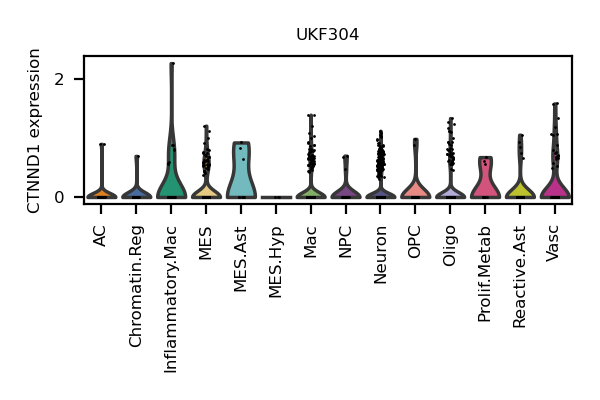 UKF304
CTNND1 expression
2
0
AC
Chromatin.Reg
Inflammatory.Mac
MES
MES.Ast
MES.Hyp
Mac
NPC
Neuron
OPC
Oligo
Prolif.Metab
Reactive.Ast
Vasc